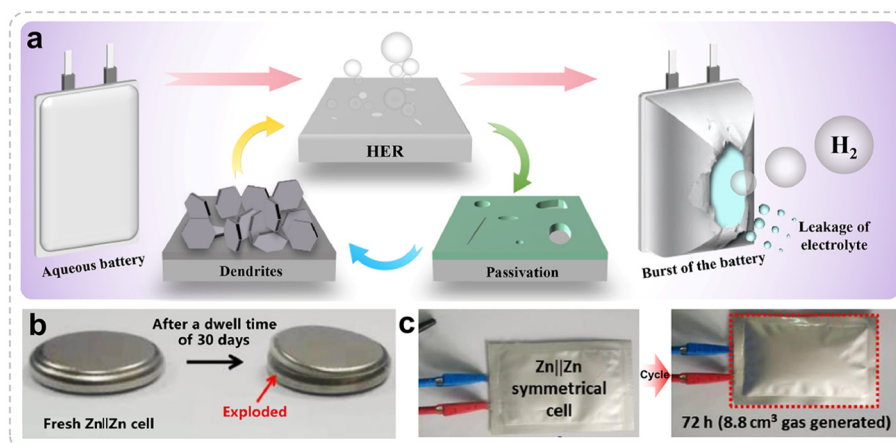 a
HER
H₂
Aqueous battery
Dendrites
Passivation
Burst of the battery
Leakage of
electrolyte
b
After a dwell time
of 30 days
Fresh Zn||Zn cell
Exploded
c
Zn||Zn
symmetrical
cell
Cycle
72 h (8.8 cm³ gas generated)